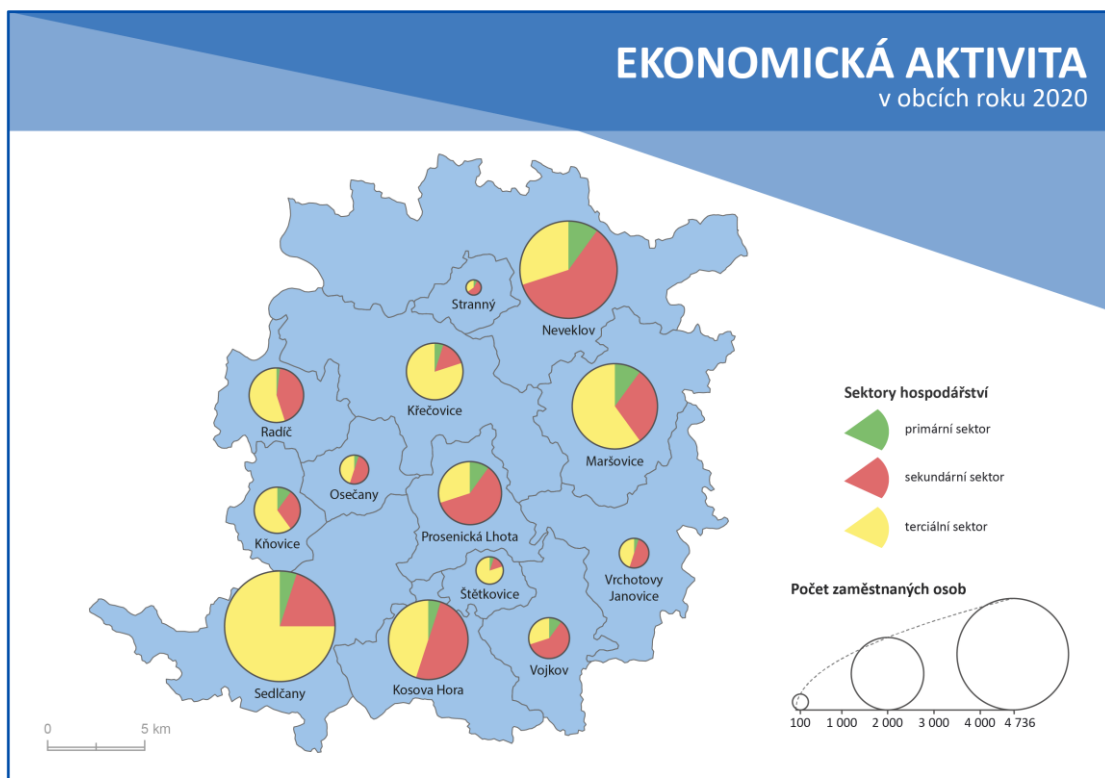 EKONOMICKÁ AKTIVITA
v obcích roku 2020
Stranný
Neveklov
Křečovice
Radíč
Maršovice
Osečany
Prosenická Lhota
Kňovice
Štětkovice
Vrchotovy
Janovice
Vojkov
Sedlčany
Kosova Hora
Sektory hospodářství
primární sektor
sekundární sektor
terciální sektor
Počet zaměstnaných osob
100 1 000 2 000 3 000 4 000 4 736
0 5 km